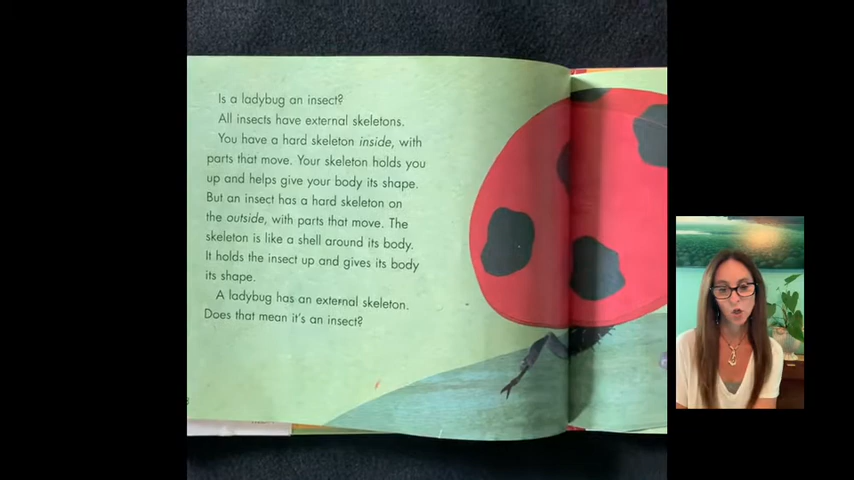 Is a ladybug an insect?
All insects have external skeletons.
You have a hard skeleton inside, with
parts that move. Your skeleton holds you
up and helps give your body its shape.
But an insect has a hard skeleton on
the outside, with parts that move. The
skeleton is like a shell around its body.
It holds the insect up and gives its body
its shape.
A ladybug has an external skeleton.
Does that mean it's an insect?